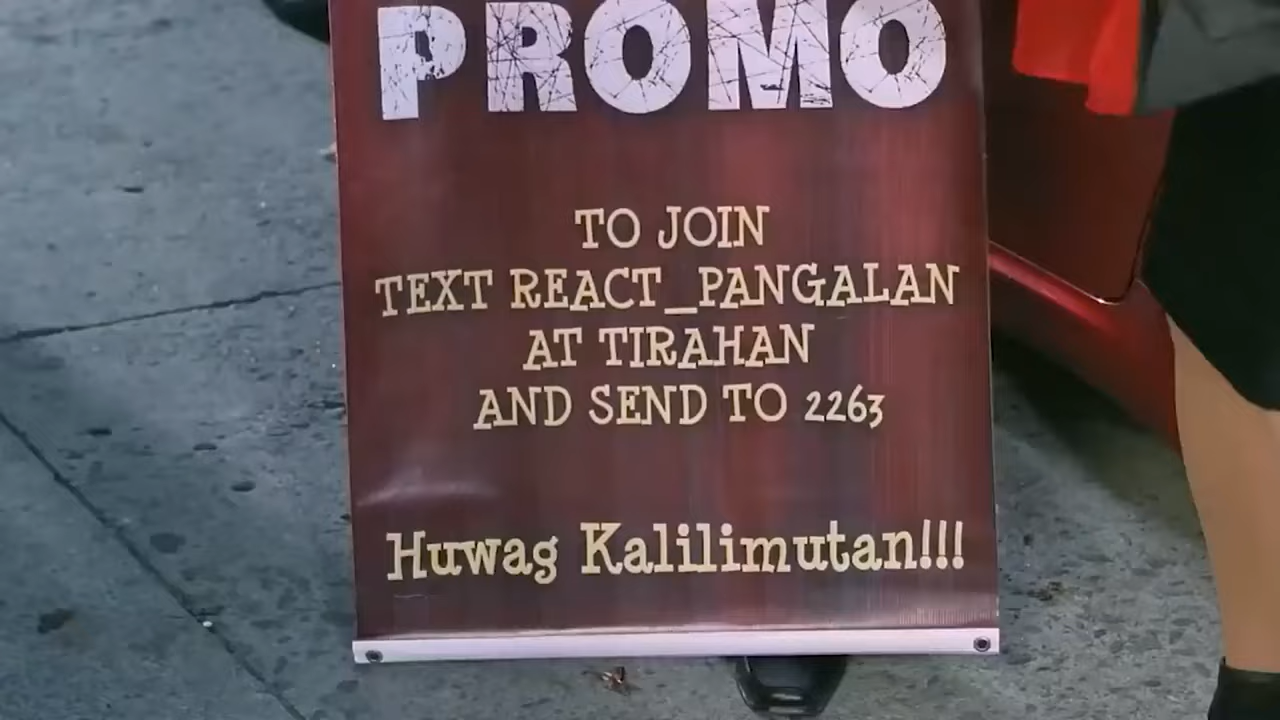 PROMO
TO JOIN
TEXT REACT_PANGALAN
AT TIRAHAN
AND SEND TO 2263
Huwag Kalilimutan!!!